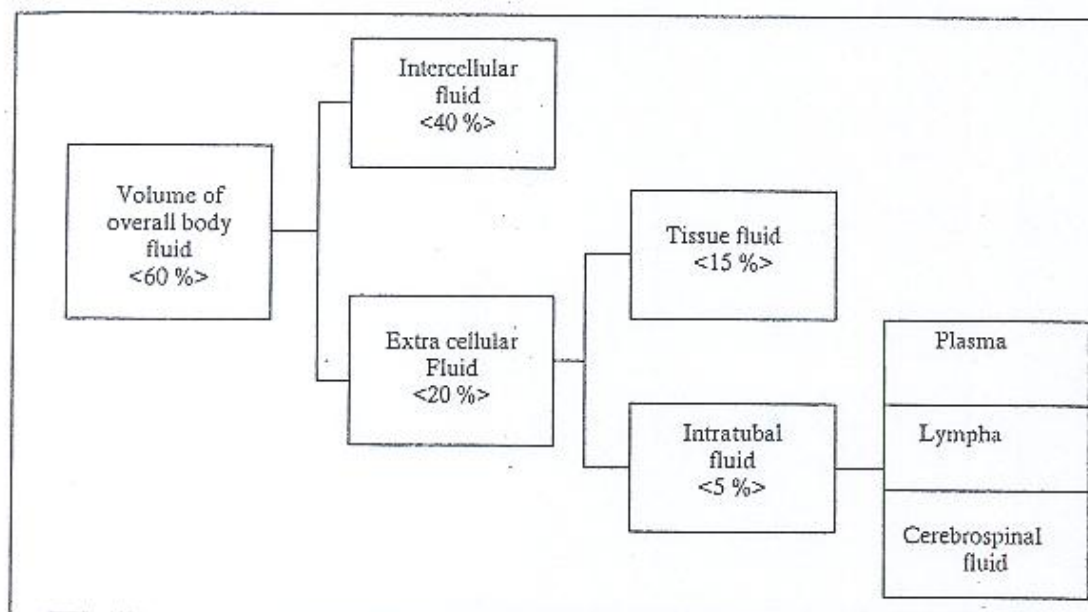 Intercellular
fluid
<40 %>
Volume of
overall body
fluid
<60 %>
Tissue fluid
<15 %>
Extra cellular
Fluid
<20 %>
Plasma
Intratubal
fluid
<5 %>
Lympha
Cerebrospinal
fluid